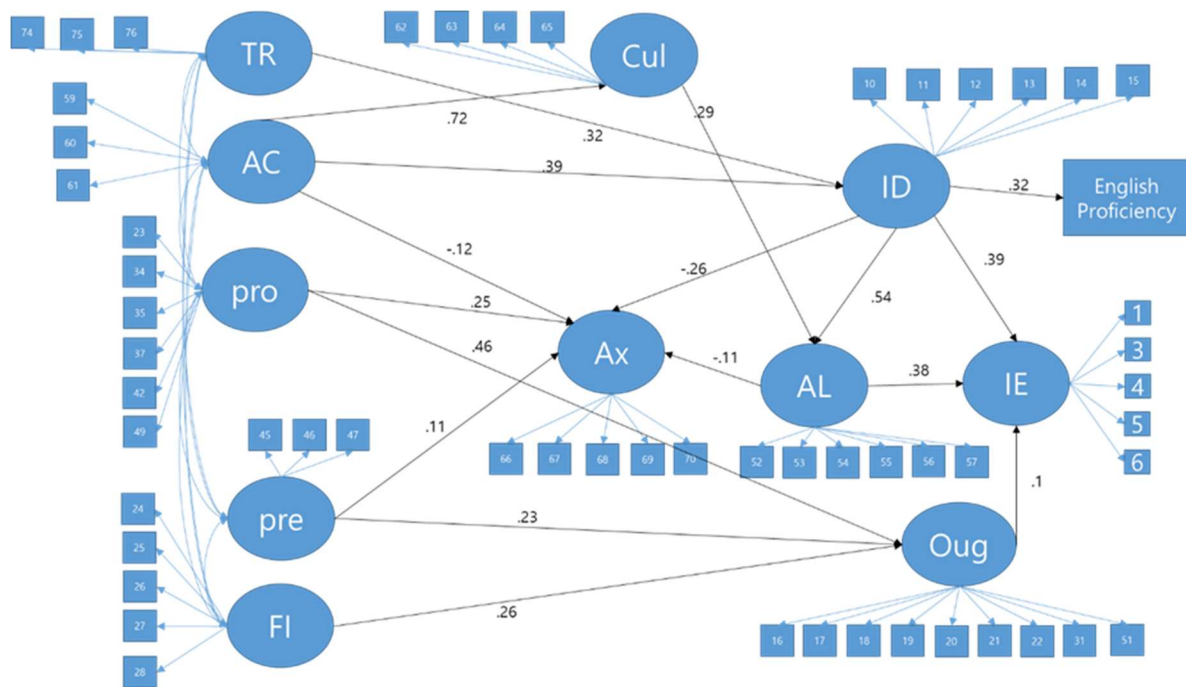 74 75 76
TR
62 63 64 65
Cul
10 11 12 13 14 15
59
60
61
AC
.72
.32
.29
.39
ID
.32
English
Proficiency
23
34
35
37
42
49
pro
-.12
.25
.46
-.26
.54
.39
Ax
-.11
AL
.38
IE
1
3
4
5
6
66 67 68 69 70
52 53 54 55 56 57
45 46 47
.11
pre
.23
.1
Oug
24
25
26
27
28
FI
.26
16 17 18 19 20 21 22 31 51